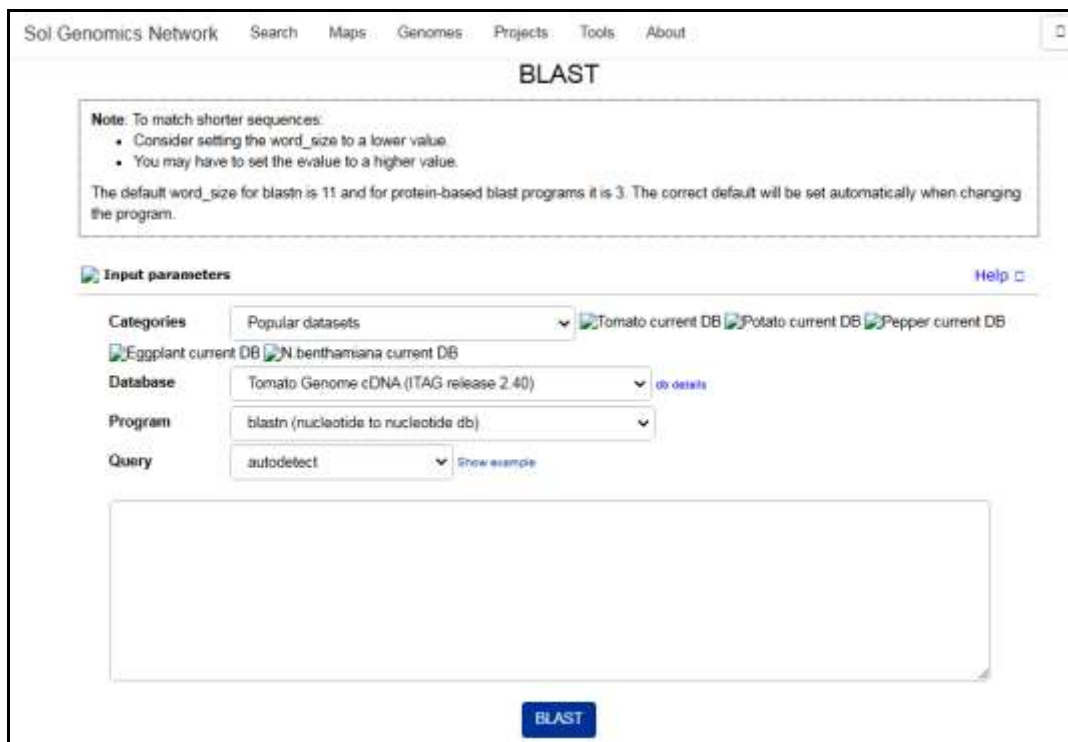 Sol Genomics Network Search Maps Genomes Projects Tools About
BLAST
Note: To match shorter sequences:
• Consider setting the word_size to a lower value.
• You may have to set the evalue to a higher value.
The default word_size for blastn is 11 and for protein-based blast programs it is 3. The correct default will be set automatically when changing
the program.
Input parameters Help
Categories Popular datasets Tomato current DB Potato current DB Pepper current DB
Eggplant current DB N.benthamiana current DB
Database Tomato Genome cDNA (ITAG release 2.40) db details
Program blastn (nucleotide to nucleotide db)
Query autodetect Show example
BLAST